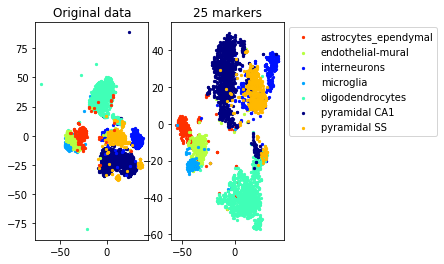 Original data
25 markers
75
50
25
0
−25
−50
−75
−50
0
40
20
0
−20
−40
−60
−50
0
astrocytes_ependymal
endothelial-mural
interneurons
microglia
oligodendrocytes
pyramidal CA1
pyramidal SS